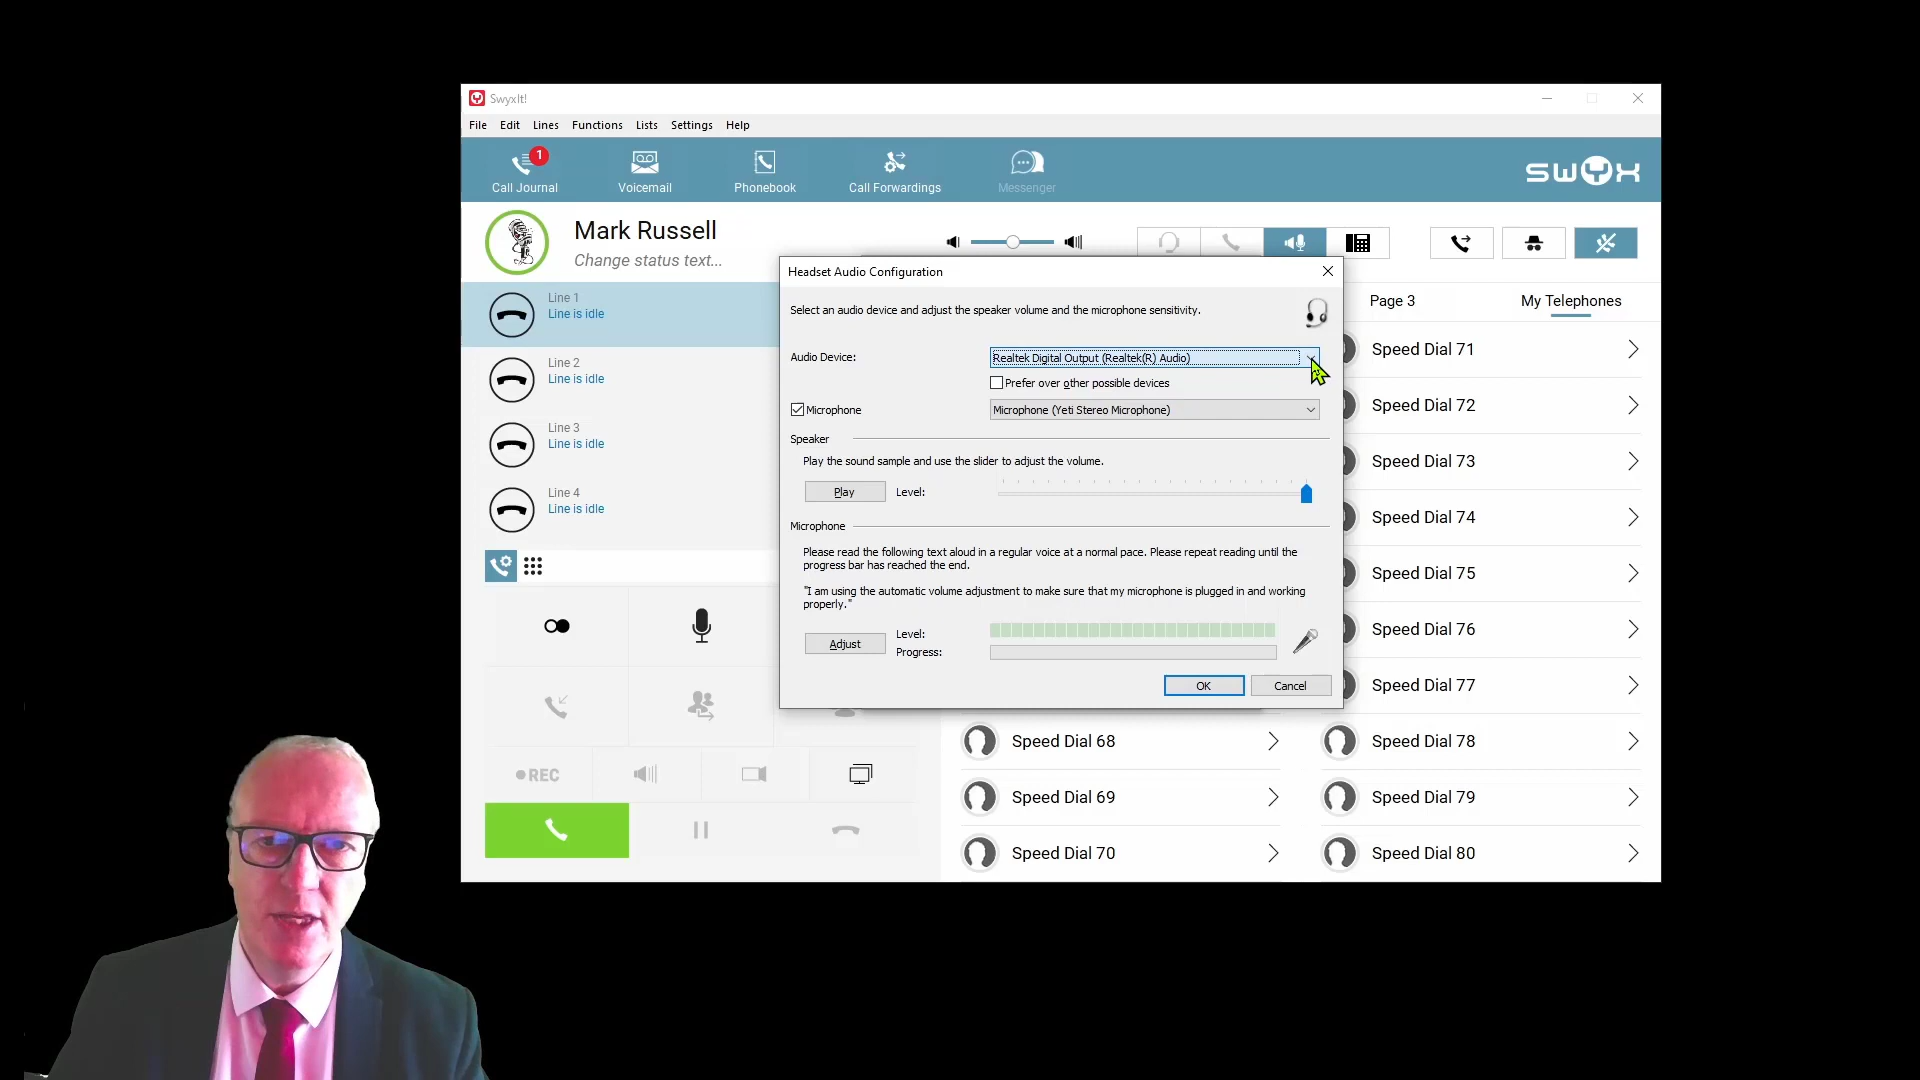 SwyxIt!
File Edit Lines Functions Lists Settings Help
1
Call Journal Voicemail Phonebook Call Forwardings Messenger
swyx
Mark Russell
Change status text...
Line 1
Line is idle
Line 2
Line is idle
Line 3
Line is idle
Line 4
Line is idle
REC
Headset Audio Configuration
Select an audio device and adjust the speaker volume and the microphone sensitivity.
Audio Device: Realtek Digital Output (Realtek(R) Audio)
Prefer over other possible devices
Microphone Microphone (Yeti Stereo Microphone)
Speaker
Play the sound sample and use the slider to adjust the volume.
Play Level:
Microphone
Please read the following text aloud in a regular voice at a normal pace. Please repeat reading until the
progress bar has reached the end.
"I am using the automatic volume adjustment to make sure that my microphone is plugged in and working
properly."
Adjust Level:
Progress:
OK Cancel
Page 3 My Telephones
Speed Dial 71
Speed Dial 72
Speed Dial 73
Speed Dial 74
Speed Dial 75
Speed Dial 76
Speed Dial 77
Speed Dial 68 Speed Dial 78
Speed Dial 69 Speed Dial 79
Speed Dial 70 Speed Dial 80